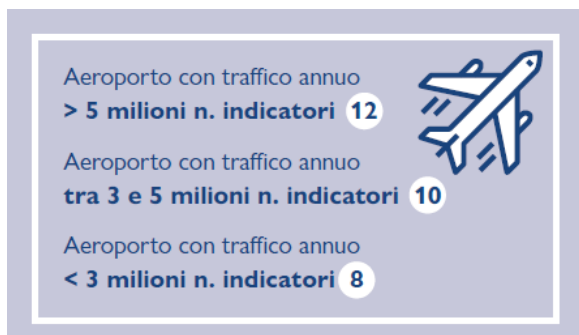 Aeroporto con traffico annuo
> 5 milioni n. indicatori 12
Aeroporto con traffico annuo
tra 3 e 5 milioni n. indicatori 10
Aeroporto con traffico annuo
< 3 milioni n. indicatori 8